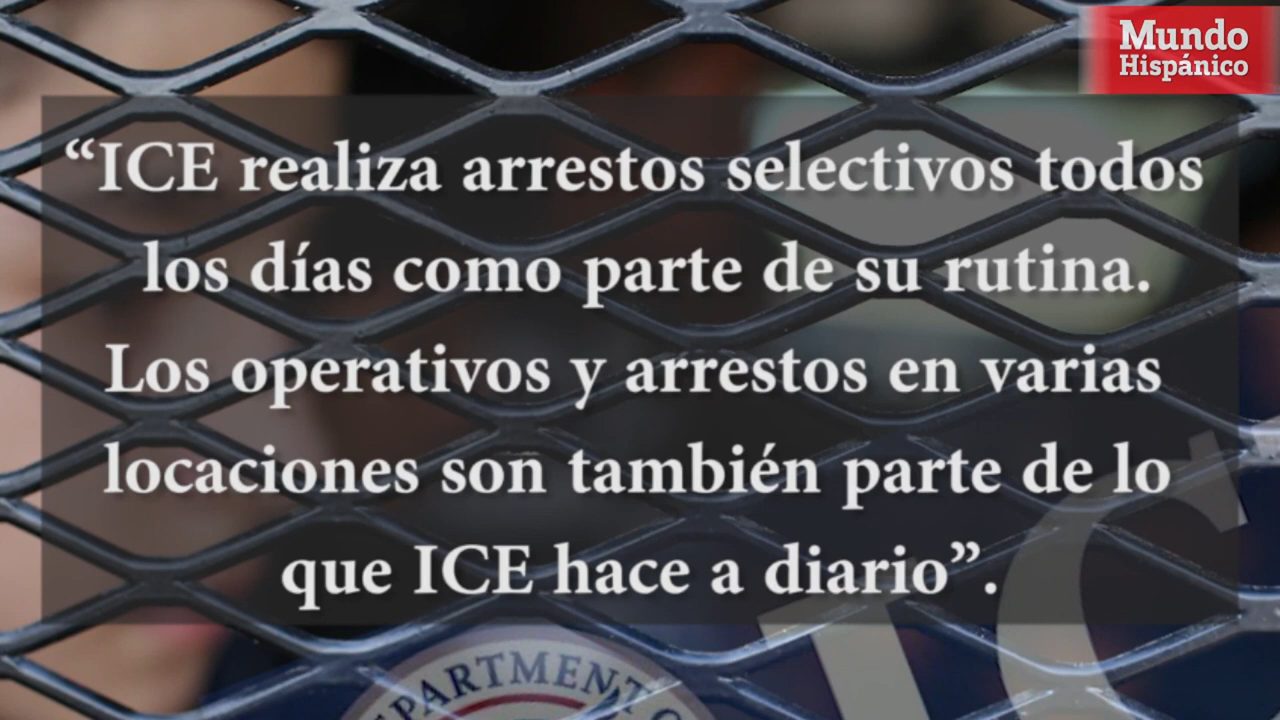 Mundo
Hispánico
“ICE realiza arrestos selectivos todos
los días como parte de su rutina.
Los operativos y arrestos en varias
locaciones son también parte de lo
que ICE hace a diario”.
IC